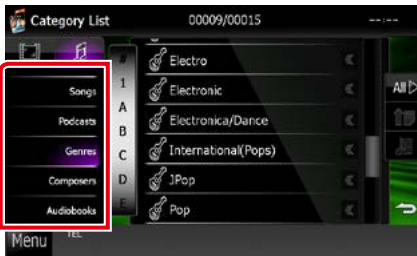 Category List 00009/00015 --:--
# Electro
Songs 1 Electronic All
A
Podcasts Electronica/Dance
B
Genres C International(Pops)
Composers D JPop
Audiobooks E Pop
Menu TEL